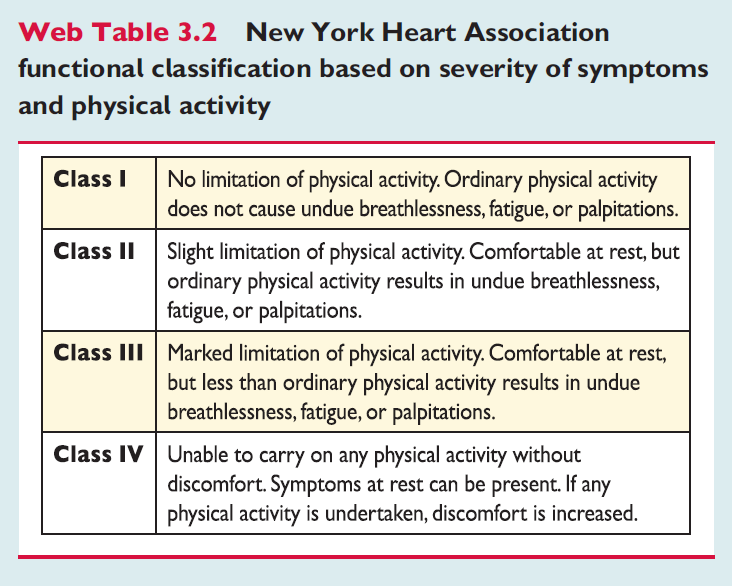 Web Table 3.2 New York Heart Association
functional classification based on severity of symptoms
and physical activity
Class I No limitation of physical activity. Ordinary physical activity
does not cause undue breathlessness, fatigue, or palpitations.
Class II Slight limitation of physical activity. Comfortable at rest, but
ordinary physical activity results in undue breathlessness,
fatigue, or palpitations.
Class III Marked limitation of physical activity. Comfortable at rest,
but less than ordinary physical activity results in undue
breathlessness, fatigue, or palpitations.
Class IV Unable to carry on any physical activity without
discomfort. Symptoms at rest can be present. If any
physical activity is undertaken, discomfort is increased.